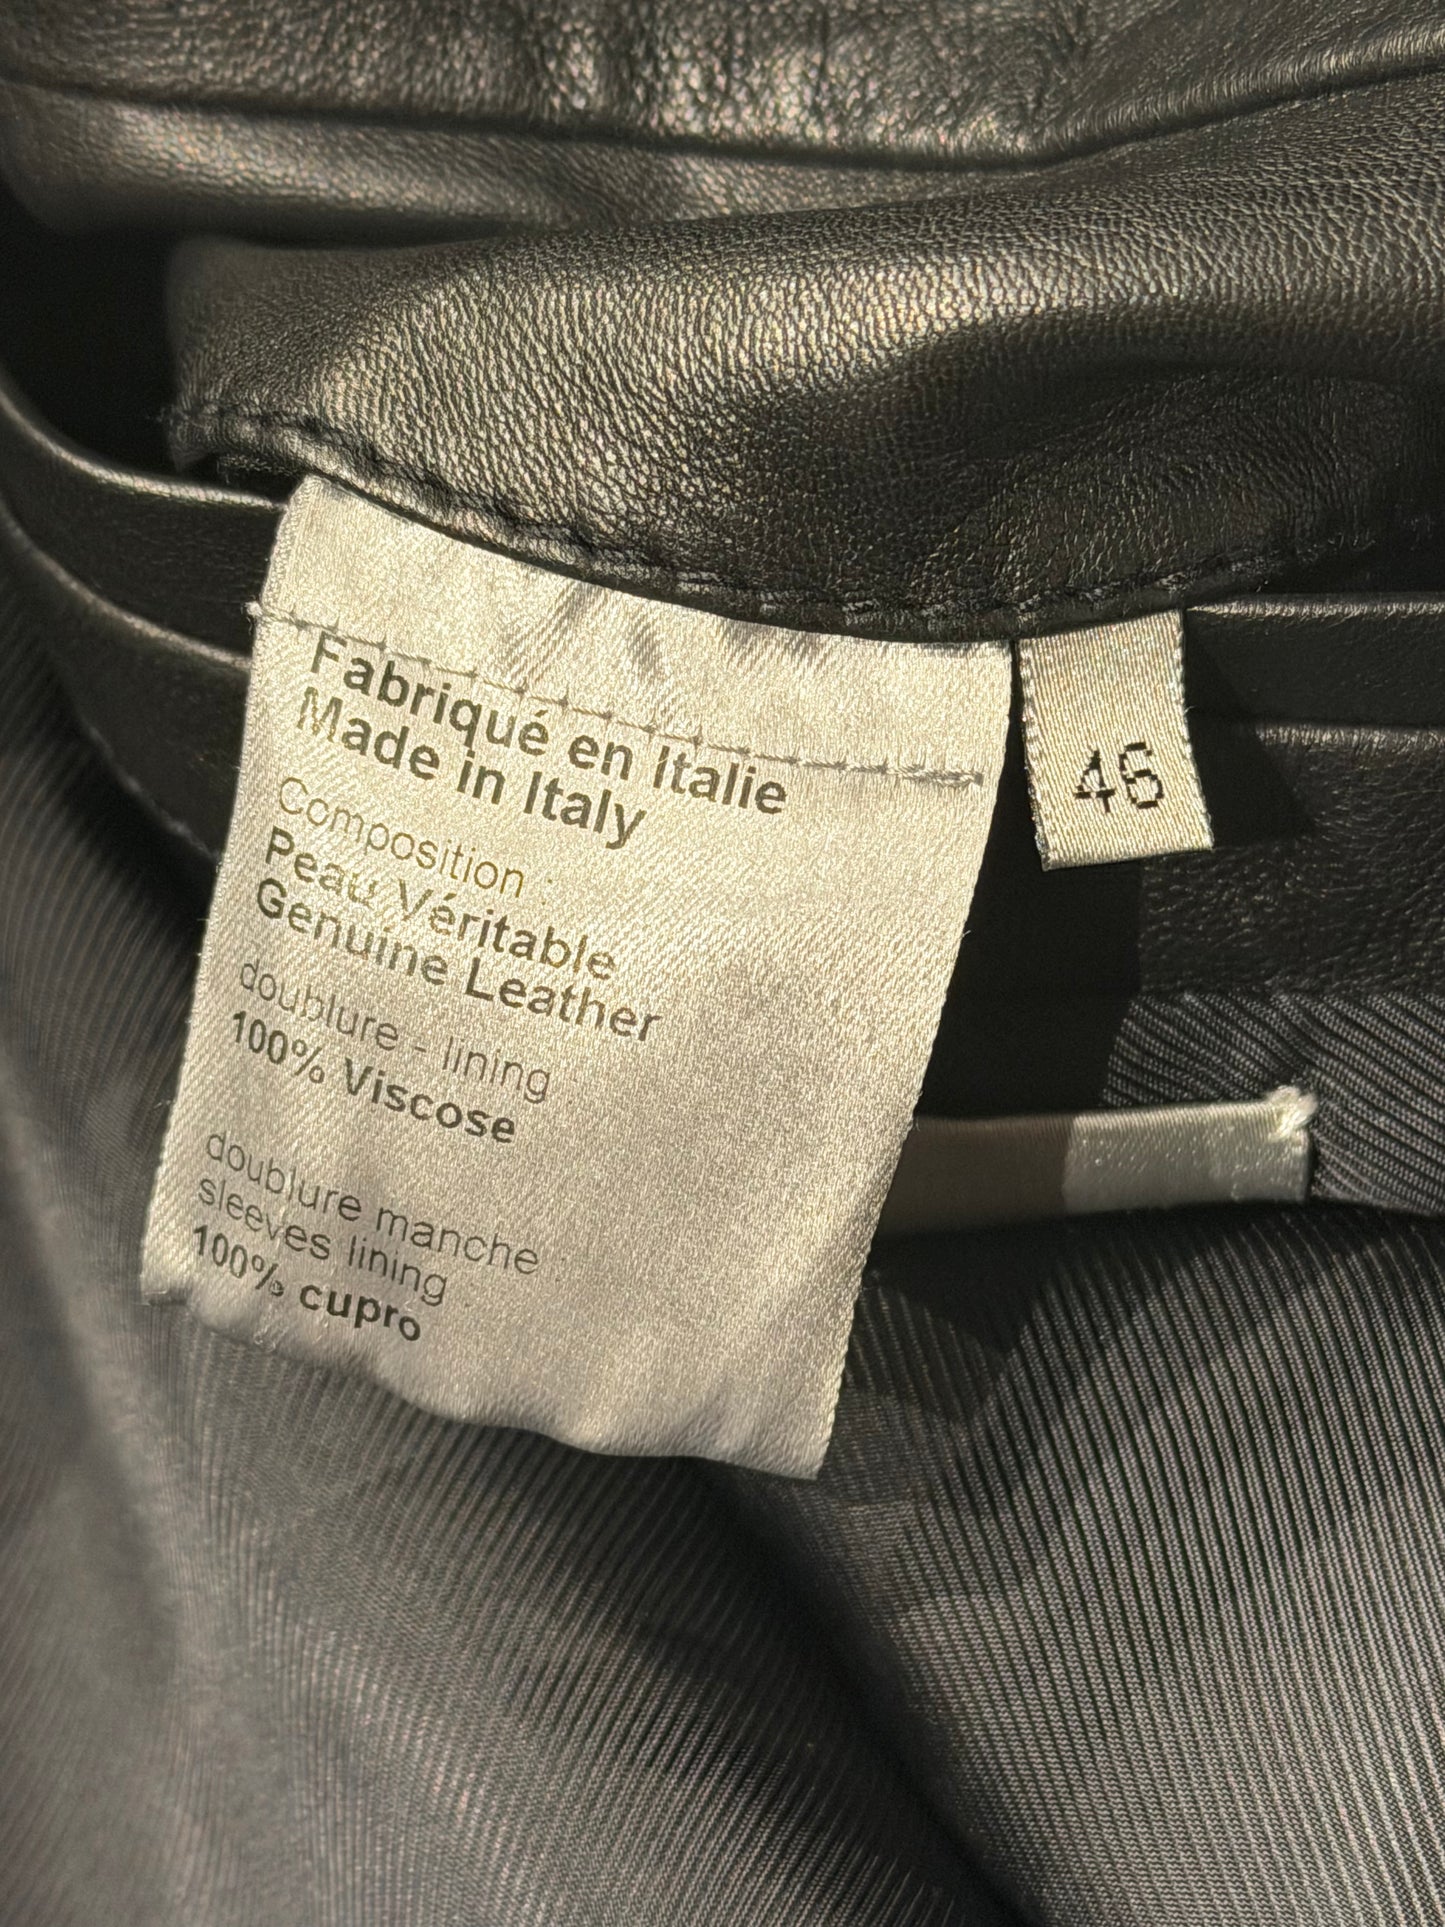 Fabriqué en Italie
Made in Italy
Composition :
Peau Véritable
Genuine Leather
doublure - lining :
100% Viscose
doublure manche :
sleeves lining :
100% cupro
46